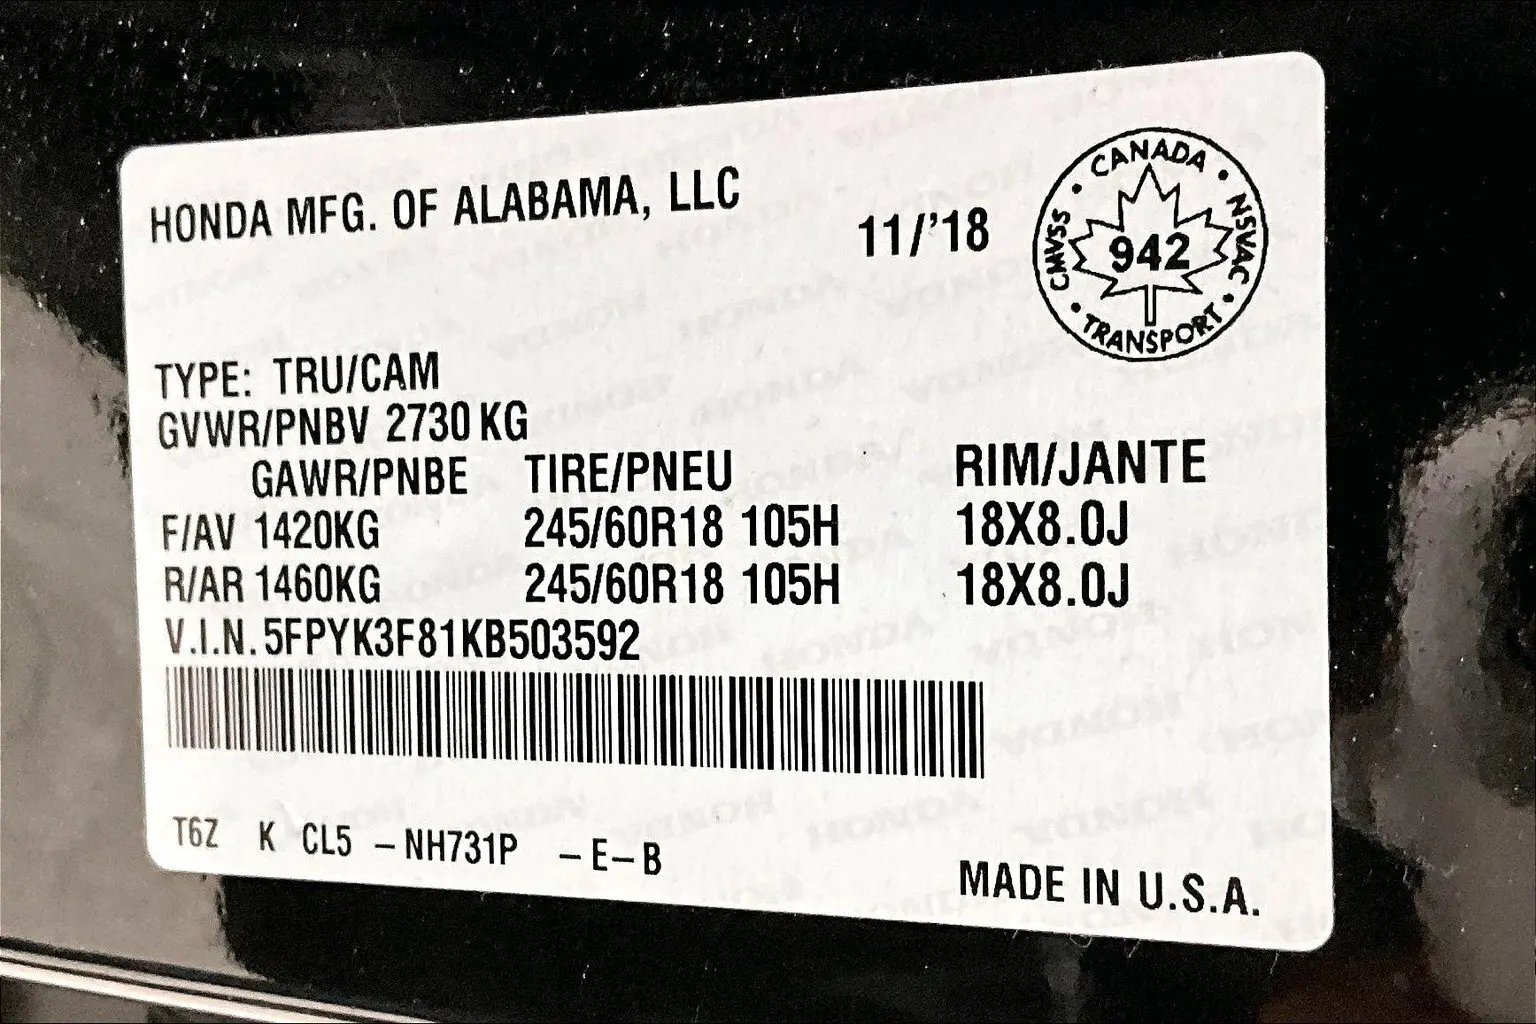 HONDA MFG. OF ALABAMA, LLC
11/'18
CANADA
CMVSS
942
NSVAC
TRANSPORT
TYPE: TRU/CAM
GVWR/PNBV 2730 KG
GAWR/PNBE TIRE/PNEU RIM/JANTE
F/AV 1420KG 245/60R18 105H 18X8.0J
R/AR 1460KG 245/60R18 105H 18X8.0J
V.I.N. 5FPYK3F81KB503592
T6Z K CL5 – NH731P – E – B
MADE IN U.S.A.